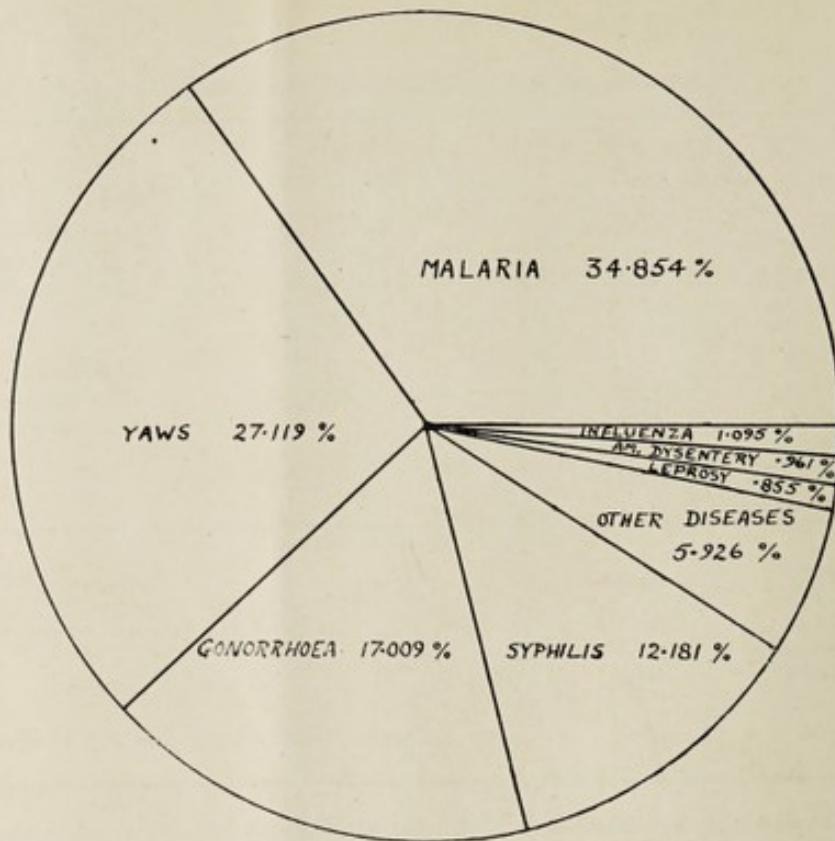 MALARIA 34·854 %
YAWS 27·119 %
INFLUENZA 1·095 %
AM. DYSENTERY ·961 %
LEPROSY ·855 %
OTHER DISEASES
5·926 %
GONORRHOEA 17·009 %
SYPHILIS 12·181 %